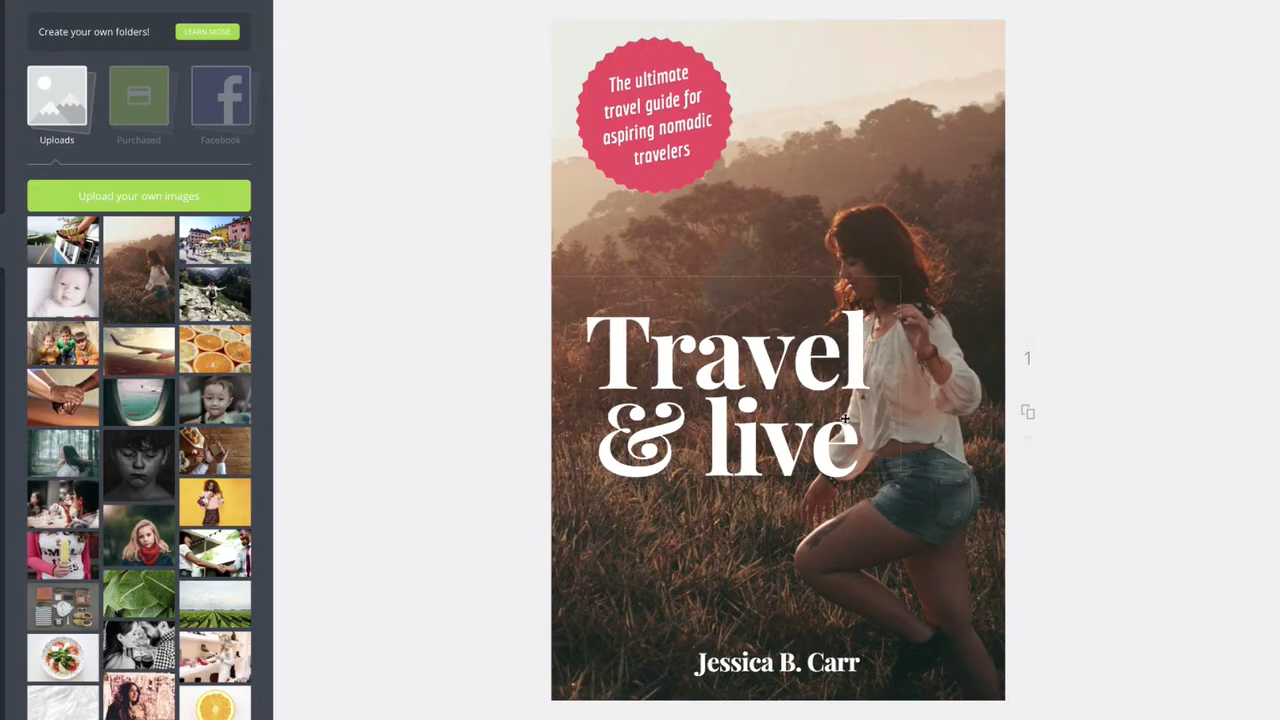 Create your own folders!
LEARN MORE
Uploads
Purchased
Facebook
Upload your own images
The ultimate
travel guide for
aspiring nomadic
travelers
Travel
& live
Jessica B. Carr
1